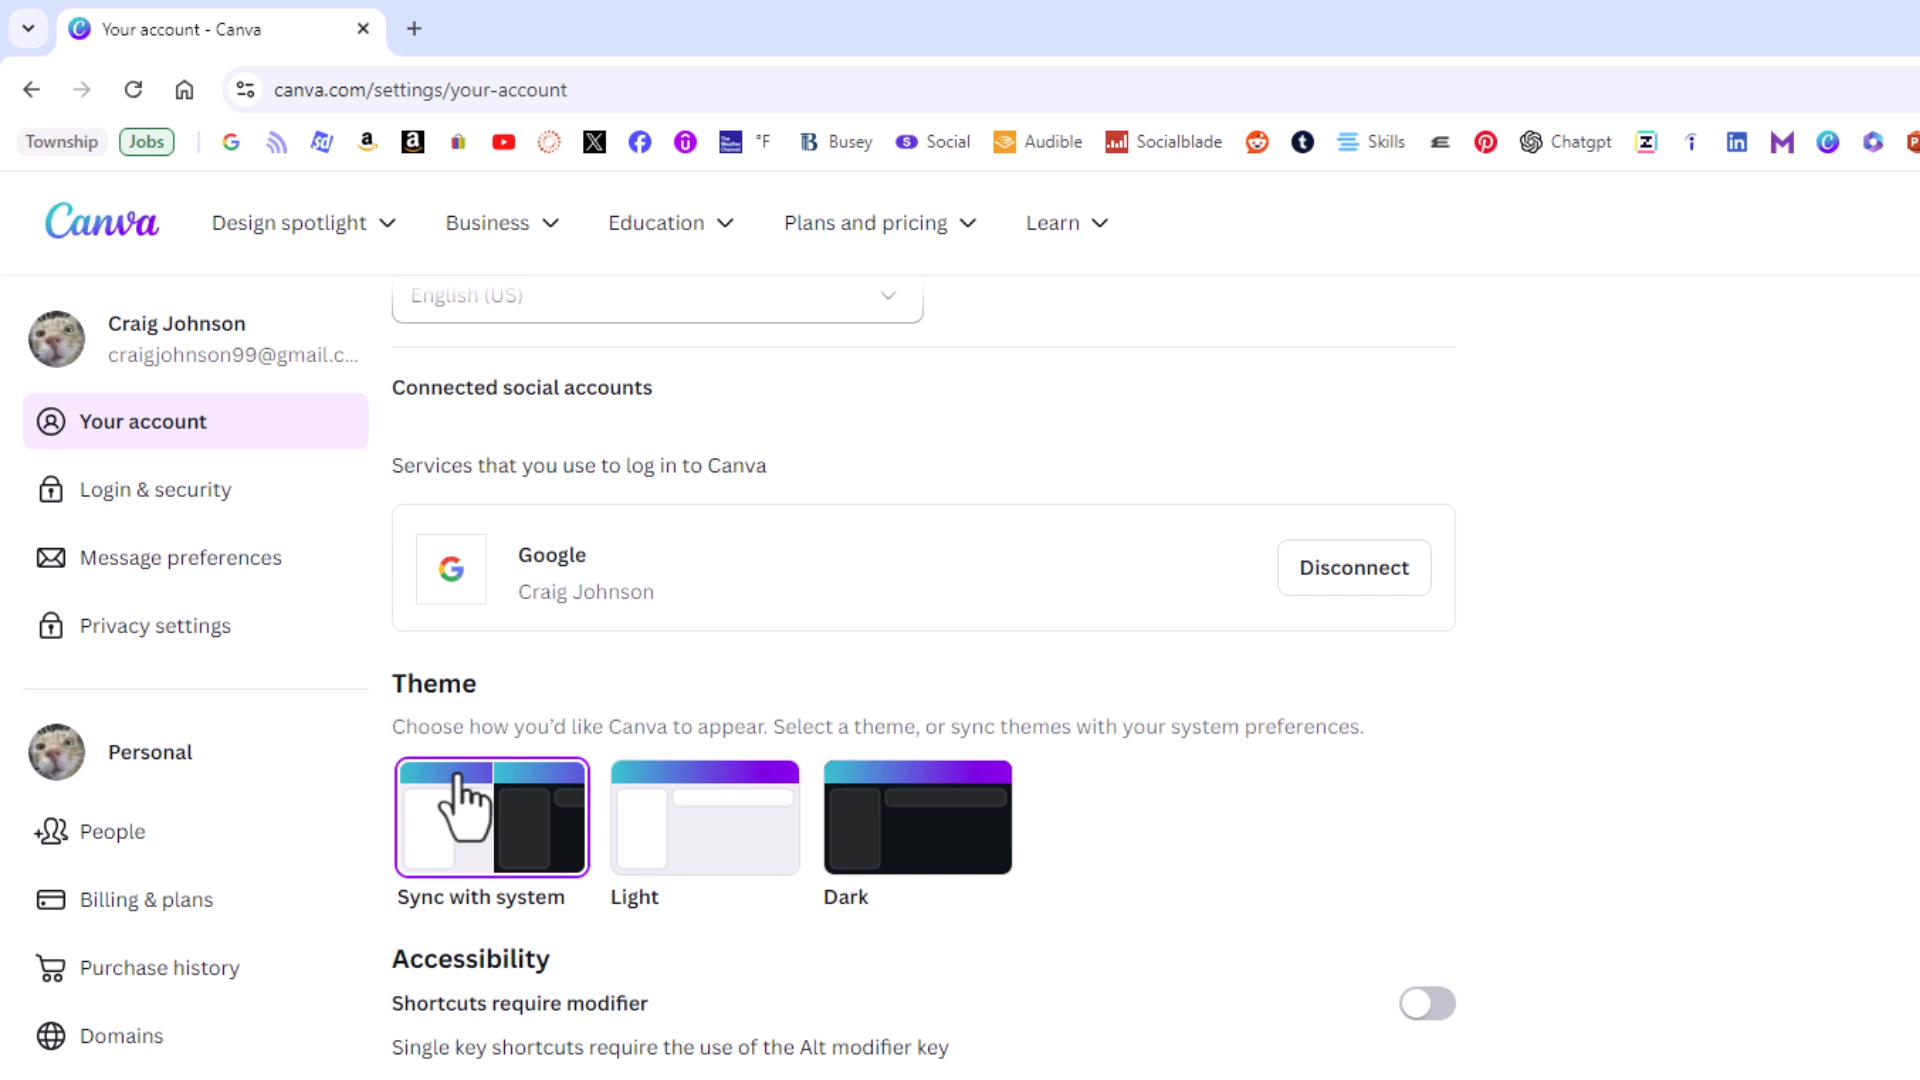 Your account - Canva
canva.com/settings/your-account
Township Jobs °F Busey Social Audible Socialblade Skills Chatgpt
Canva Design spotlight Business Education Plans and pricing Learn
English (US)
Craig Johnson
craigjohnson99@gmail.c...
Connected social accounts
Your account
Services that you use to log in to Canva
Login & security
Google
Craig Johnson
Disconnect
Message preferences
Privacy settings
Theme
Choose how you’d like Canva to appear. Select a theme, or sync themes with your system preferences.
Personal
Sync with system Light Dark
People
Billing & plans
Accessibility
Purchase history
Shortcuts require modifier
Domains
Single key shortcuts require the use of the Alt modifier key